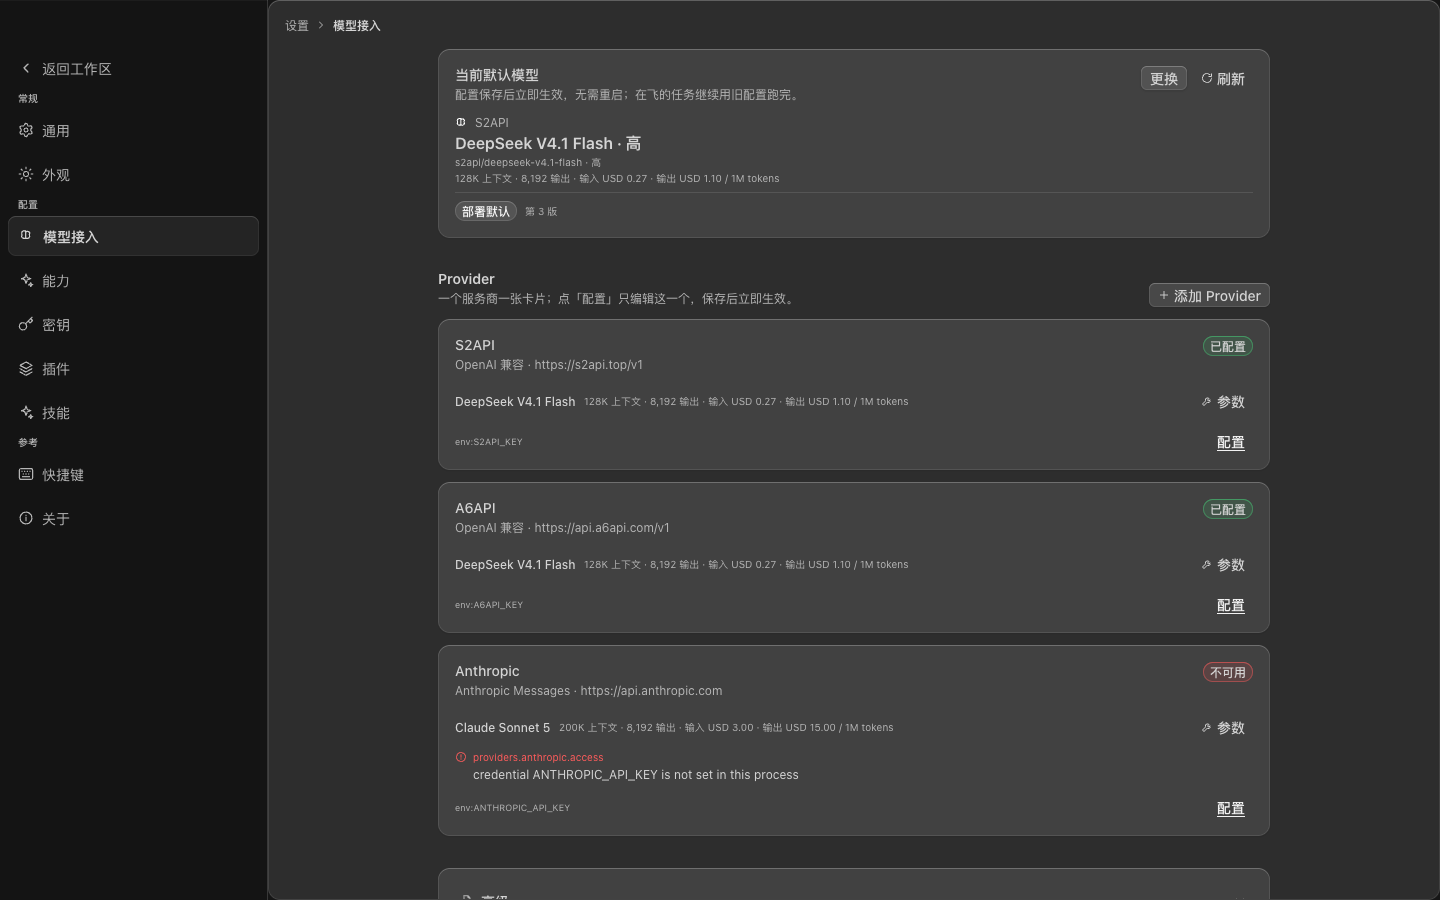 返回工作区
常规
通用
外观
配置
模型接入
能力
密钥
插件
技能
参考
快捷键
关于
设置 > 模型接入
当前默认模型
配置保存后立即生效，无需重启；在飞的任务继续用旧配置跑完。
更换
刷新
S2API
DeepSeek V4.1 Flash · 高
s2api/deepseek-v4.1-flash · 高
128K 上下文 · 8,192 输出 · 输入 USD 0.27 · 输出 USD 1.10 / 1M tokens
部署默认 第 3 版
Provider
一个服务商一张卡片；点「配置」只编辑这一个，保存后立即生效。
+ 添加 Provider
S2API
已配置
OpenAI 兼容 · https://s2api.top/v1
DeepSeek V4.1 Flash 128K 上下文 · 8,192 输出 · 输入 USD 0.27 · 输出 USD 1.10 / 1M tokens
参数
env:S2API_KEY
配置
A6API
已配置
OpenAI 兼容 · https://api.a6api.com/v1
DeepSeek V4.1 Flash 128K 上下文 · 8,192 输出 · 输入 USD 0.27 · 输出 USD 1.10 / 1M tokens
参数
env:A6API_KEY
配置
Anthropic
不可用
Anthropic Messages · https://api.anthropic.com
Claude Sonnet 5 200K 上下文 · 8,192 输出 · 输入 USD 3.00 · 输出 USD 15.00 / 1M tokens
参数
providers.anthropic.access
credential ANTHROPIC_API_KEY is not set in this process
env:ANTHROPIC_API_KEY
配置